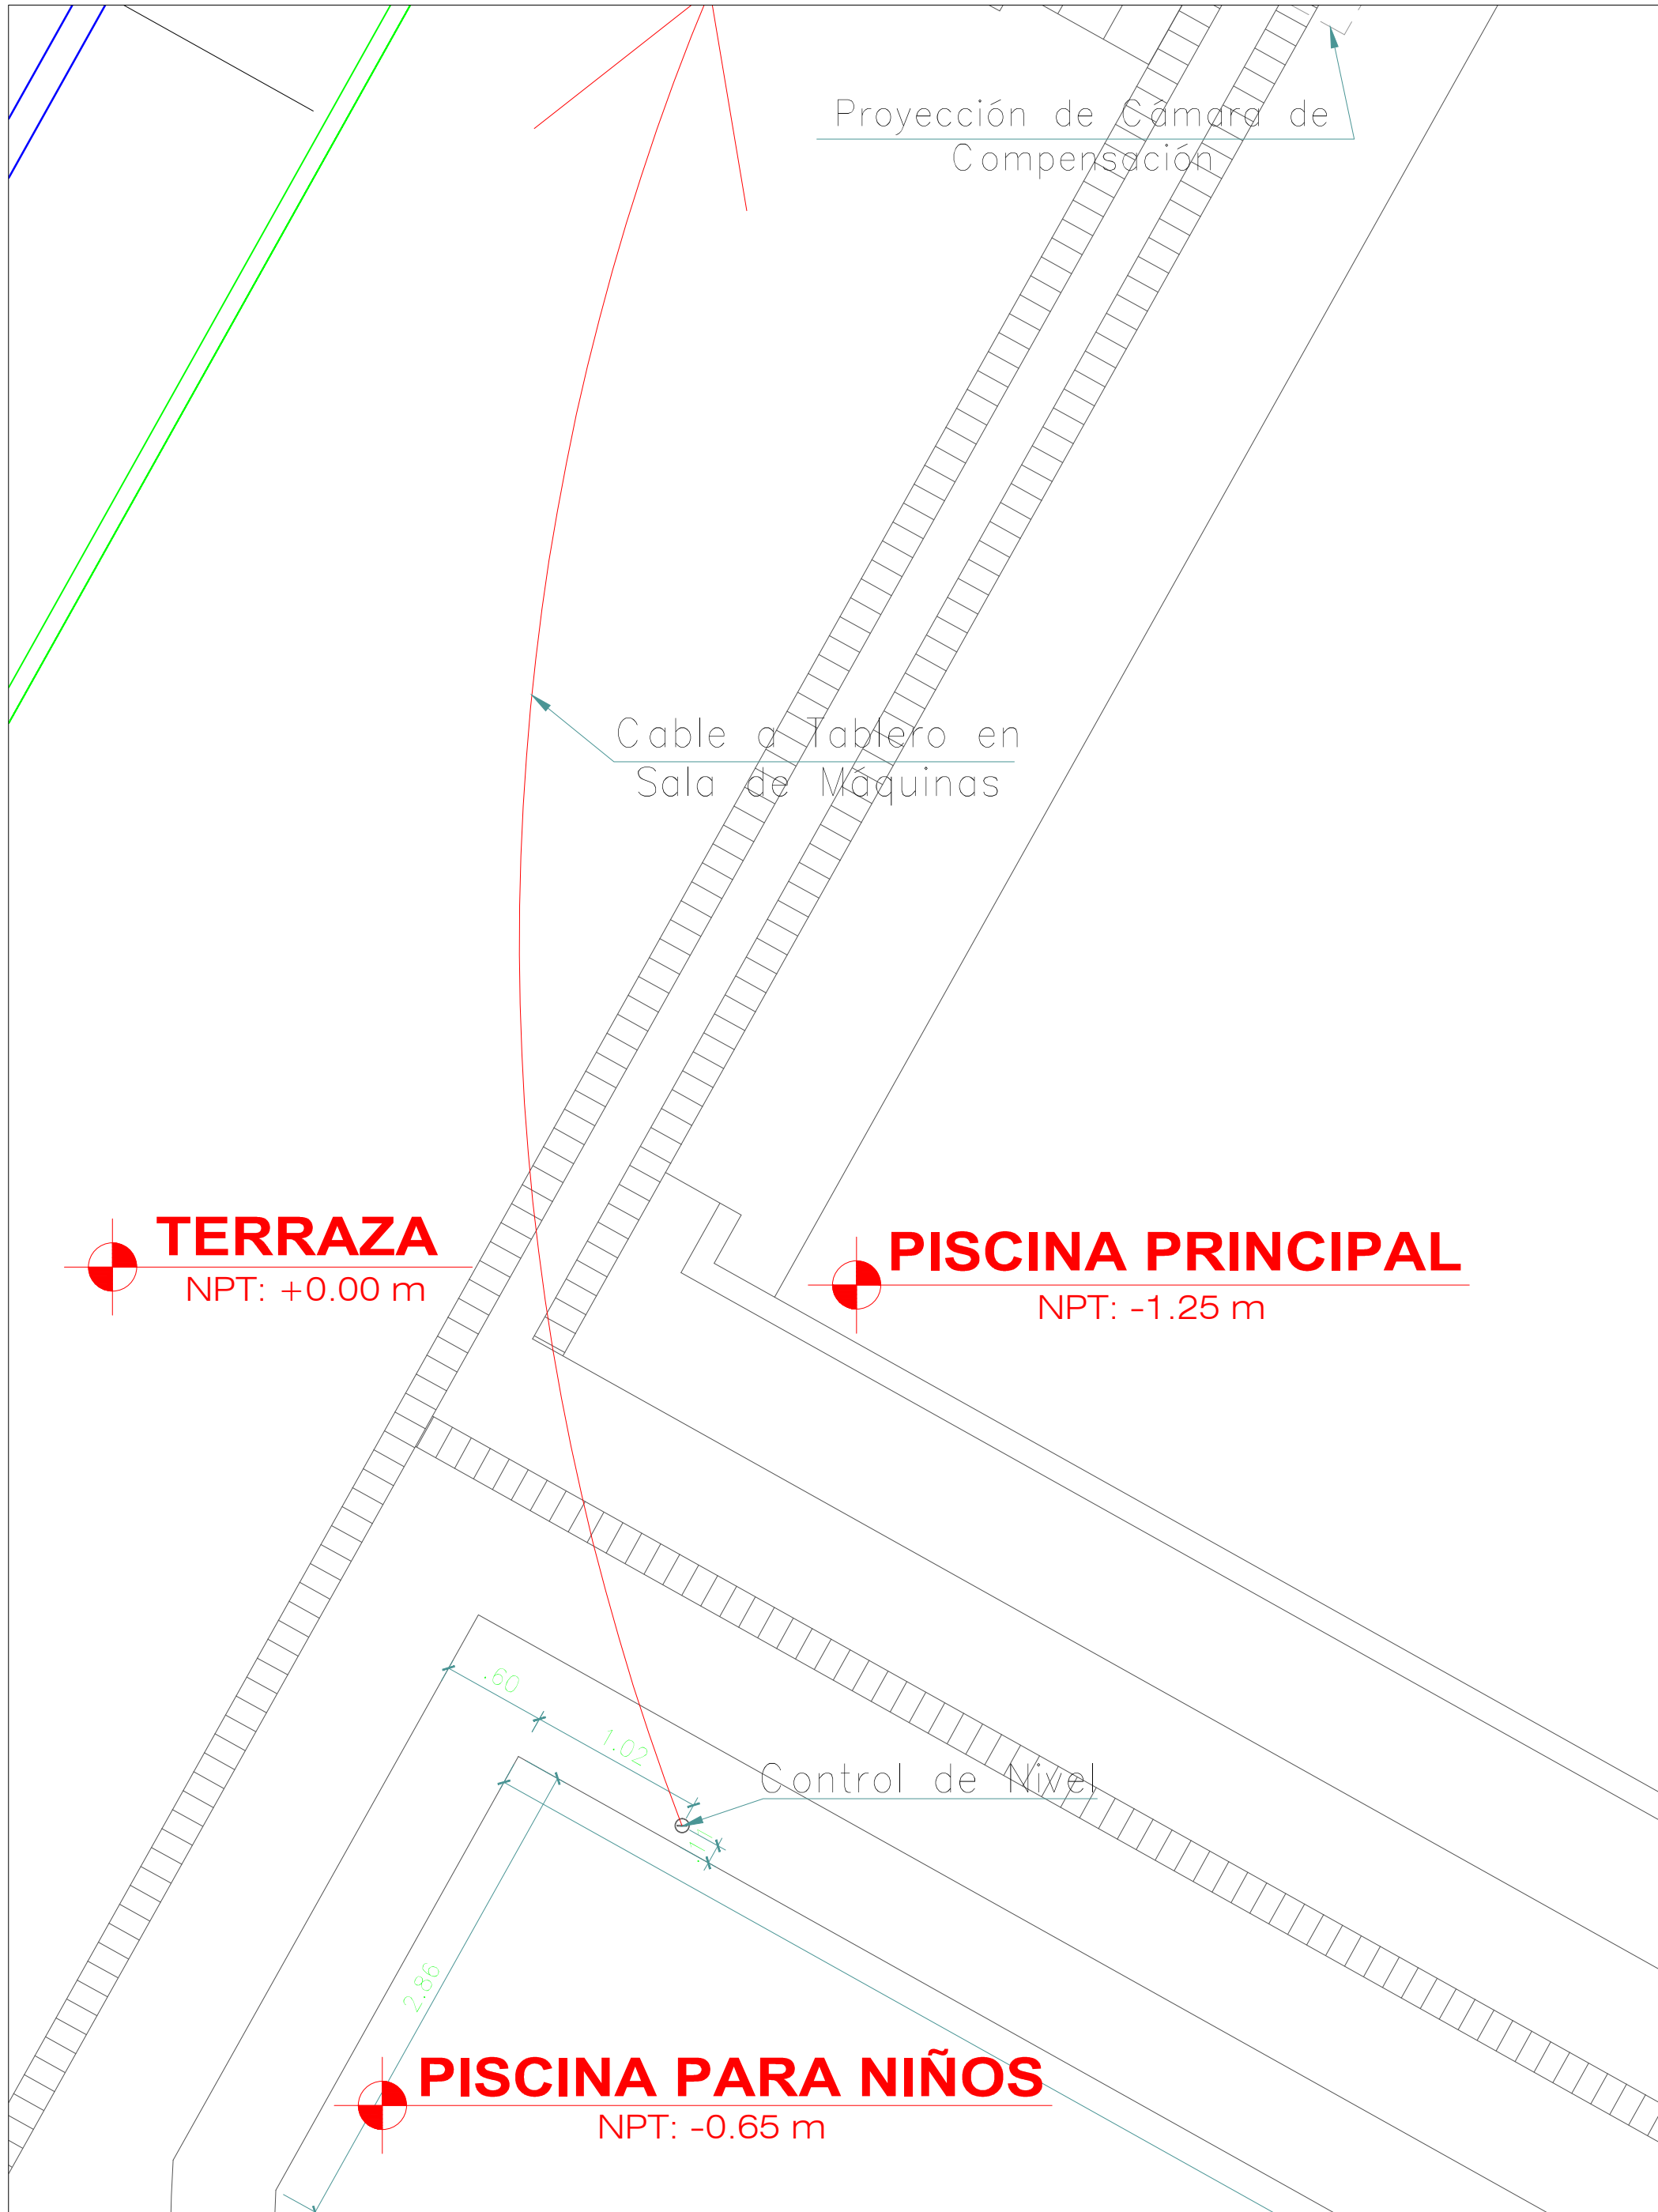 Proyección de Cámara de
Compensación
Cable a Tablero en
Sala de Máquinas
TERRAZA
NPT: +0.00 m
PISCINA PRINCIPAL
NPT: -1.25 m
.60
1.02
Control de Nivel
2.86
PISCINA PARA NIÑOS
NPT: -0.65 m